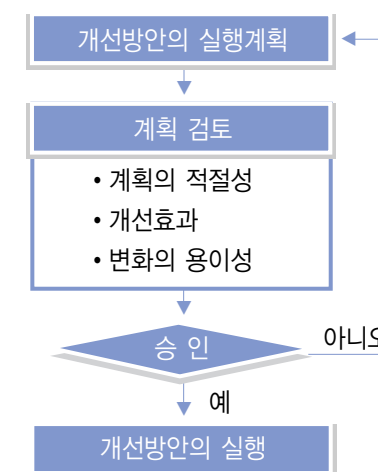 개선방안의 실행계획
계획 검토
• 계획의 적절성
• 개선효과
• 변화의 용이성
승 인
예
개선방안의 실행